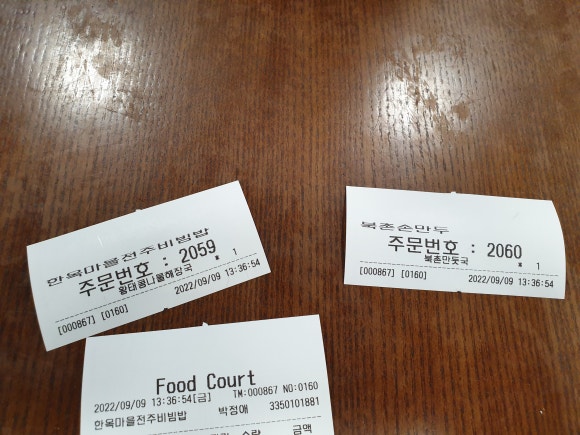 한옥마을전주비빔밥
주문번호 : 2059
황태콩나물해장국 * 1
[000867] [0160] 2022/09/09 13:36:54
북촌손만두
주문번호 : 2060
북촌만둣국 * 1
[000867] [0160] 2022/09/09 13:36:54
Food Court
2022/09/09 13:36:54[금] TM:000867 NO:0160
한옥마을전주비빔밥 박정애 3350101881
수량 금액